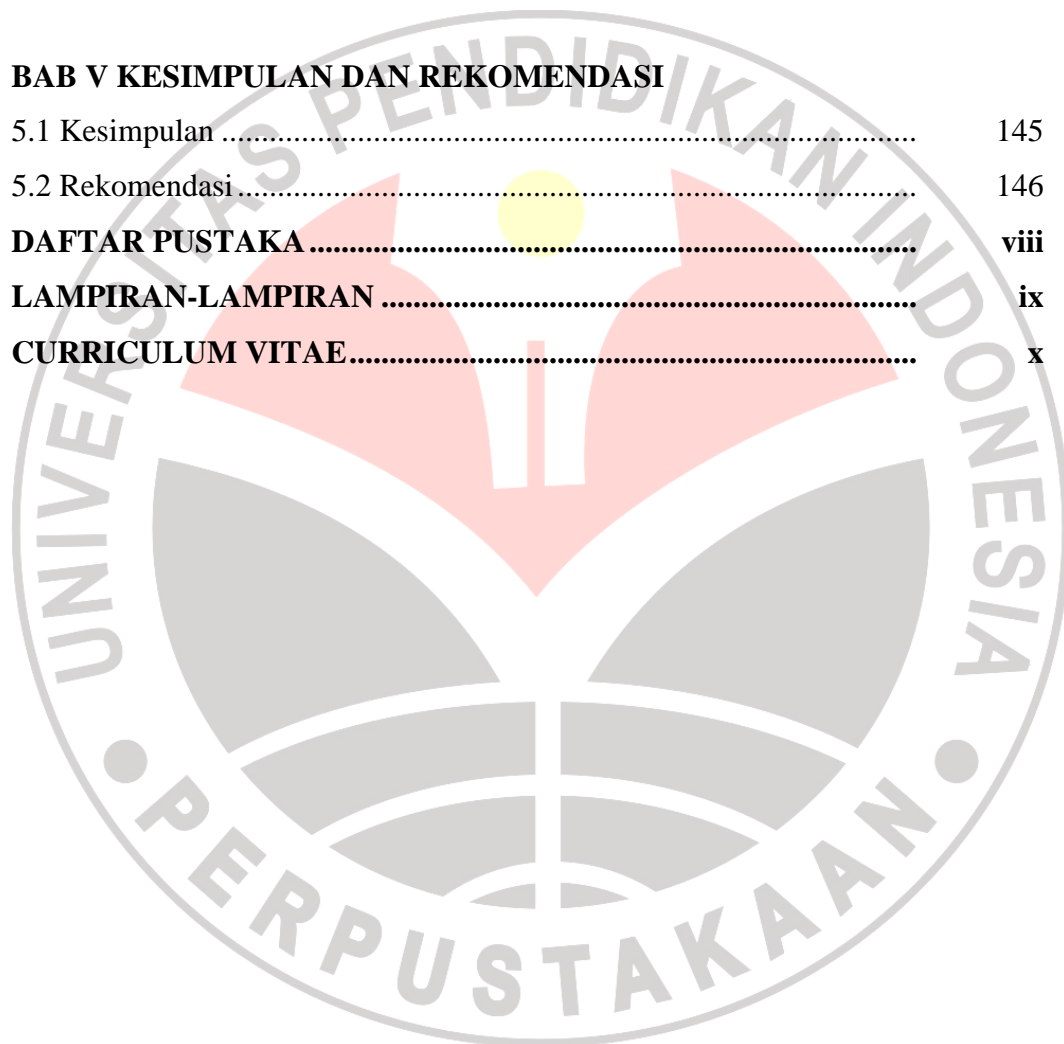 BAB V KESIMPULAN DAN REKOMENDASI
5.1 Kesimpulan ........................................................................................ 145
5.2 Rekomendasi ...................................................................................... 146
DAFTAR PUSTAKA ............................................................................ viii
LAMPIRAN-LAMPIRAN ................................................................... ix
CURRICULUM VITAE ....................................................................... x
UNIVERSITAS PENDIDIKAN INDONESIA
PERPUSTAKAAN